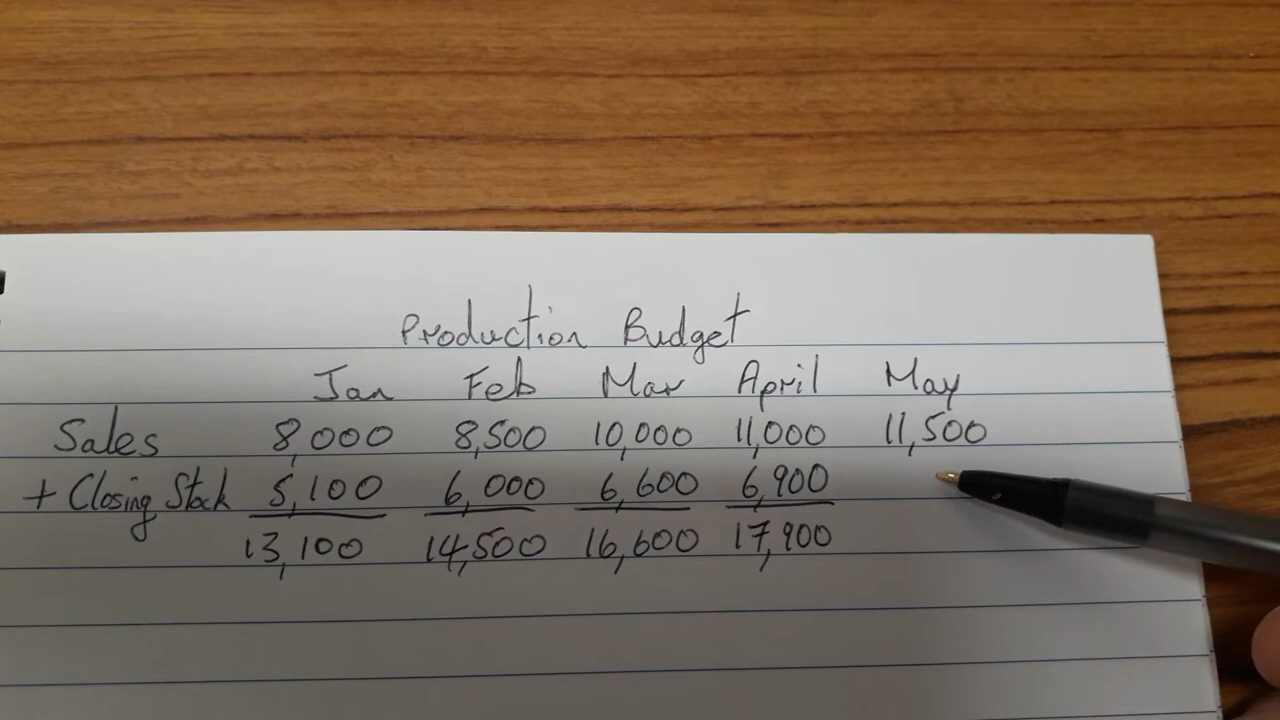 Production Budget
Jan Feb Mar April May
Sales 8,000 8,500 10,000 11,000 11,500
+ Closing Stock 5,100 6,000 6,600 6,900
13,100 14,500 16,600 17,900